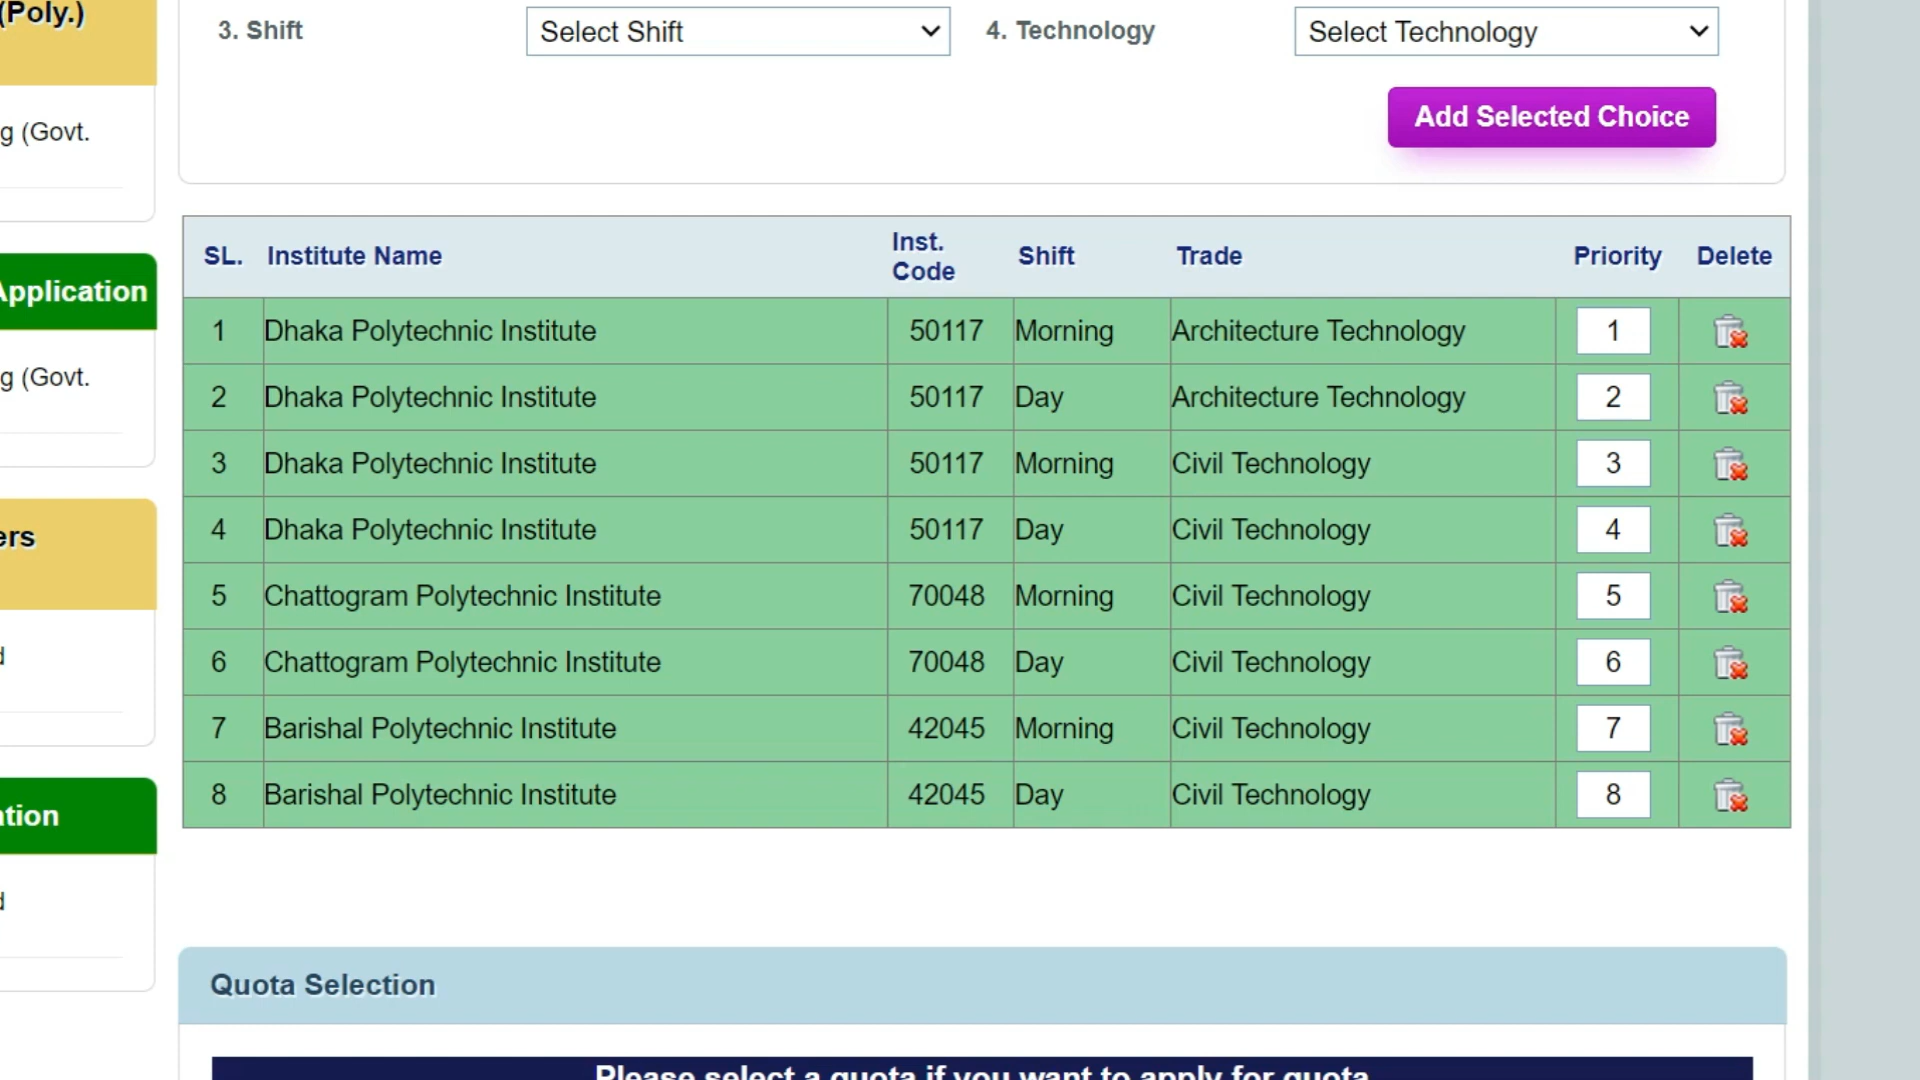 (Poly.)
g (Govt.
Application
g (Govt.
ers
d
ation
d
3. Shift Select Shift 4. Technology Select Technology
Add Selected Choice
SL. Institute Name Inst. Code Shift Trade Priority Delete
1 Dhaka Polytechnic Institute 50117 Morning Architecture Technology 1
2 Dhaka Polytechnic Institute 50117 Day Architecture Technology 2
3 Dhaka Polytechnic Institute 50117 Morning Civil Technology 3
4 Dhaka Polytechnic Institute 50117 Day Civil Technology 4
5 Chattogram Polytechnic Institute 70048 Morning Civil Technology 5
6 Chattogram Polytechnic Institute 70048 Day Civil Technology 6
7 Barishal Polytechnic Institute 42045 Morning Civil Technology 7
8 Barishal Polytechnic Institute 42045 Day Civil Technology 8
Quota Selection
Please select a quota if you want to apply for quota